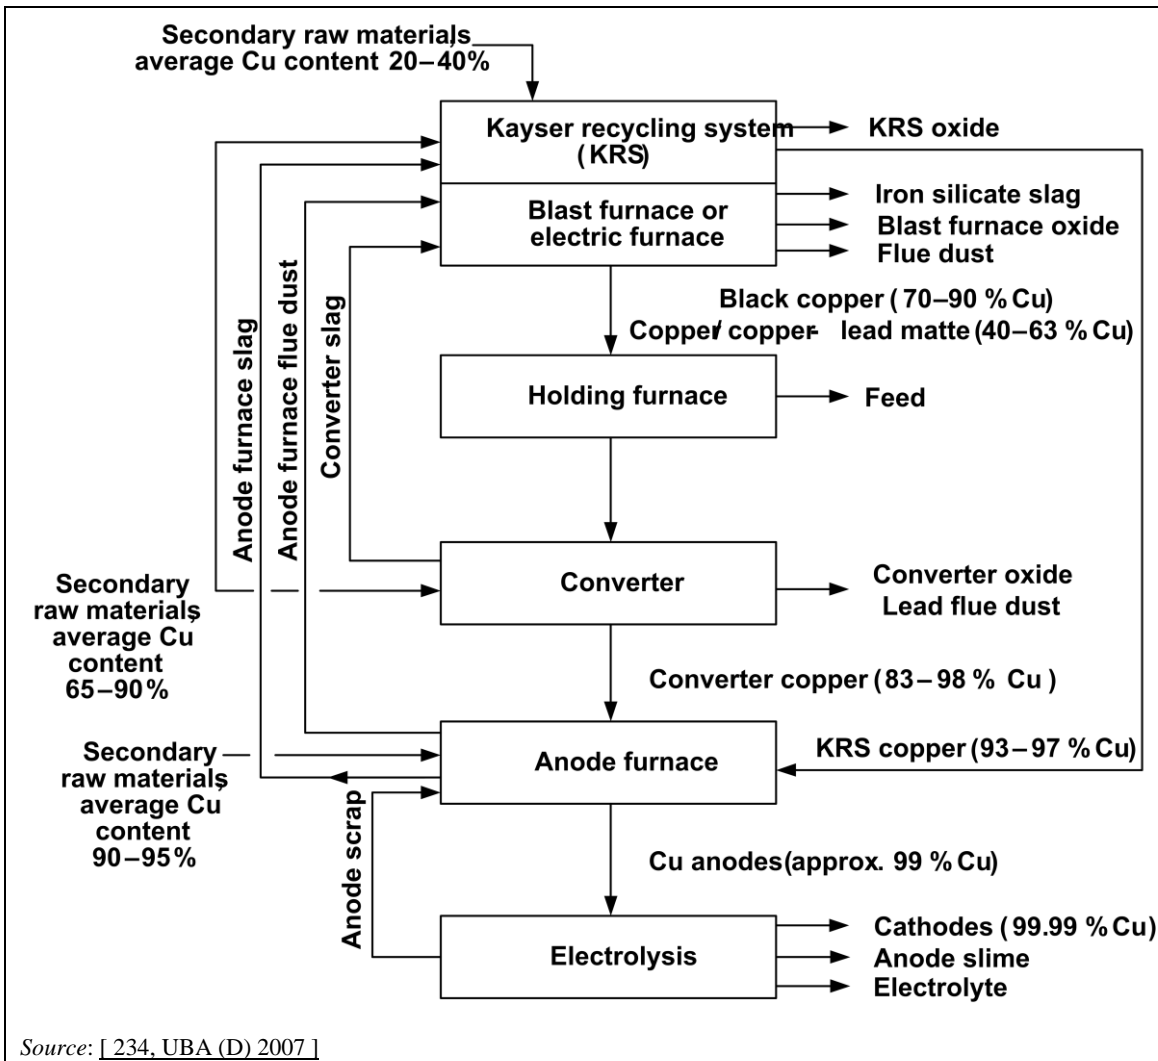 Secondary raw materials,
average Cu content 20–40%
Kayser recycling system
(KRS)
KRS oxide
Blast furnace or
electric furnace
Iron silicate slag
Blast furnace oxide
Flue dust
Black copper (70–90 % Cu)
Copper/ copper- lead matte (40–63 % Cu)
Anode furnace slag
Anode furnace flue dust
Converter slag
Holding furnace
Feed
Converter
Converter oxide
Lead flue dust
Secondary
raw materials,
average Cu
content
65–90%
Converter copper (83–98 % Cu)
Secondary
raw materials,
average Cu
content
90–95%
Anode furnace
KRS copper (93–97 % Cu)
Anode scrap
Cu anodes (approx. 99 % Cu)
Electrolysis
Cathodes (99.99 % Cu)
Anode slime
Electrolyte
Source: [ 234, UBA (D) 2007 ]